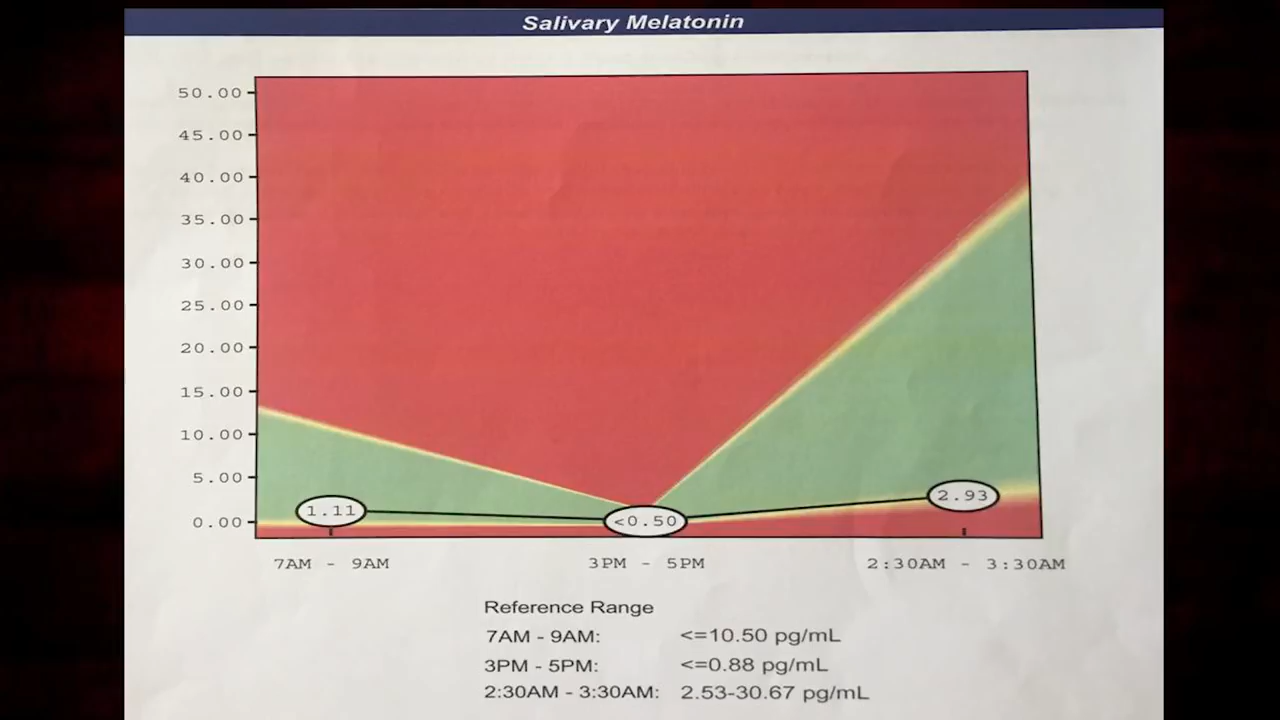 Salivary Melatonin
50.00
45.00
40.00
35.00
30.00
25.00
20.00
15.00
10.00
5.00
0.00
1.11
<0.50
2.93
7AM - 9AM
3PM - 5PM
2:30AM - 3:30AM
Reference Range
7AM - 9AM: <=10.50 pg/mL
3PM - 5PM: <=0.88 pg/mL
2:30AM - 3:30AM: 2.53-30.67 pg/mL